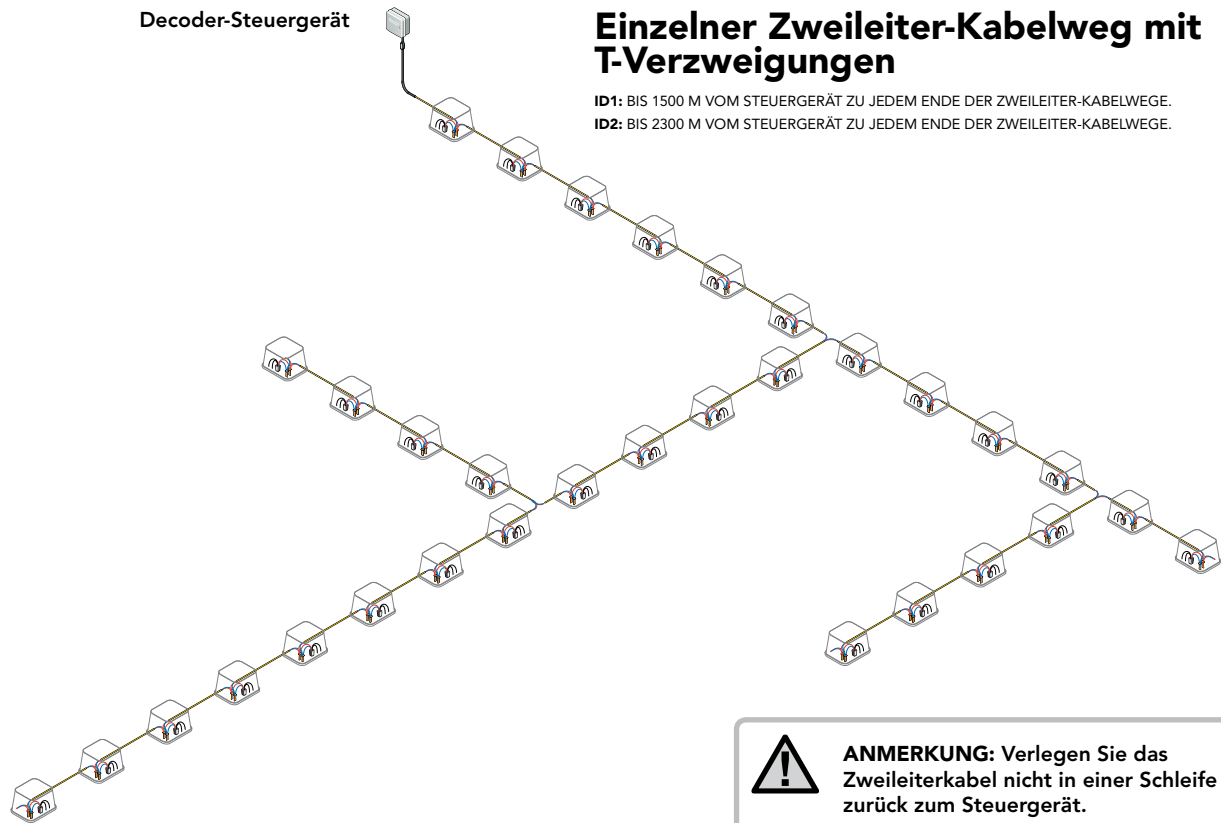 Decoder-Steuergerät
Einzelner Zweileiter-Kabelweg mit
T-Verzweigungen
ID1: BIS 1500 M VOM STEUERGERÄT ZU JEDEM ENDE DER ZWEILEITER-KABELWEGE.
ID2: BIS 2300 M VOM STEUERGERÄT ZU JEDEM ENDE DER ZWEILEITER-KABELWEGE.
ANMERKUNG: Verlegen Sie das
Zweileiterkabel nicht in einer Schleife
zurück zum Steuergerät.